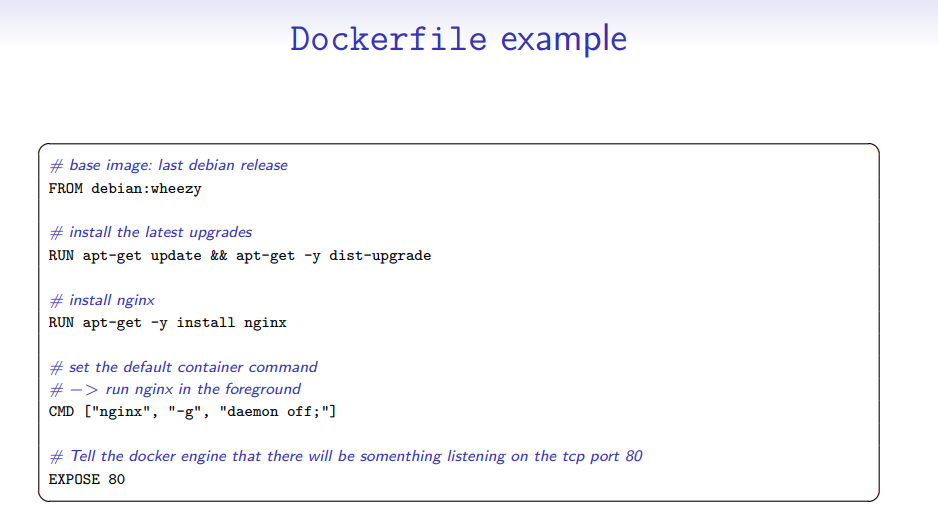 Dockerfile example
# base image: last debian release
FROM debian:wheezy
# install the latest upgrades
RUN apt-get update && apt-get -y dist-upgrade
# install nginx
RUN apt-get -y install nginx
# set the default container command
# −> run nginx in the foreground
CMD ["nginx", "-g", "daemon off;"]
# Tell the docker engine that there will be somenthing listening on the tcp port 80
EXPOSE 80